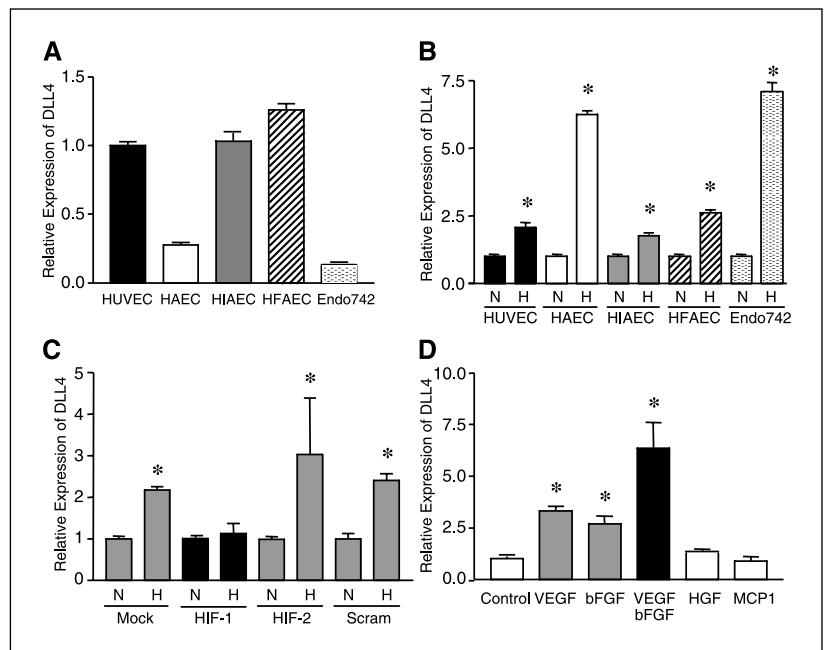 A
Relative Expression of DLL4
1.5
1.0
0.5
0.0
HUVEC HAEC HIAEC HFAEC Endo742
B
Relative Expression of DLL4
7.5
5.0
2.5
0.0
* * * * *
N H N H N H N H N H
HUVEC HAEC HIAEC HFAEC Endo742
C
Relative Expression of DLL4
5
4
3
2
1
0
* * *
N H N H N H N H
Mock HIF-1 HIF-2 Scram
D
Relative Expression of DLL4
10.0
7.5
5.0
2.5
0.0
* * *
Control VEGF bFGF VEGF HGF MCP1
bFGF